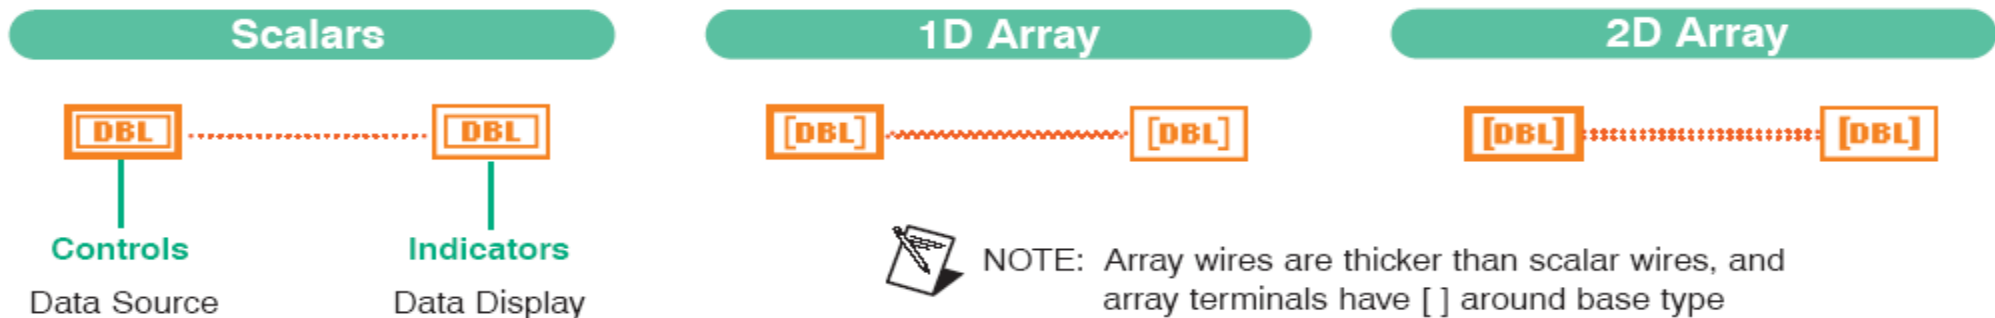 Scalars
1D Array
2D Array
DBL
DBL
[DBL]
[DBL]
[DBL]
[DBL]
Controls
Indicators
Data Source
Data Display
NOTE: Array wires are thicker than scalar wires, and
array terminals have [ ] around base type